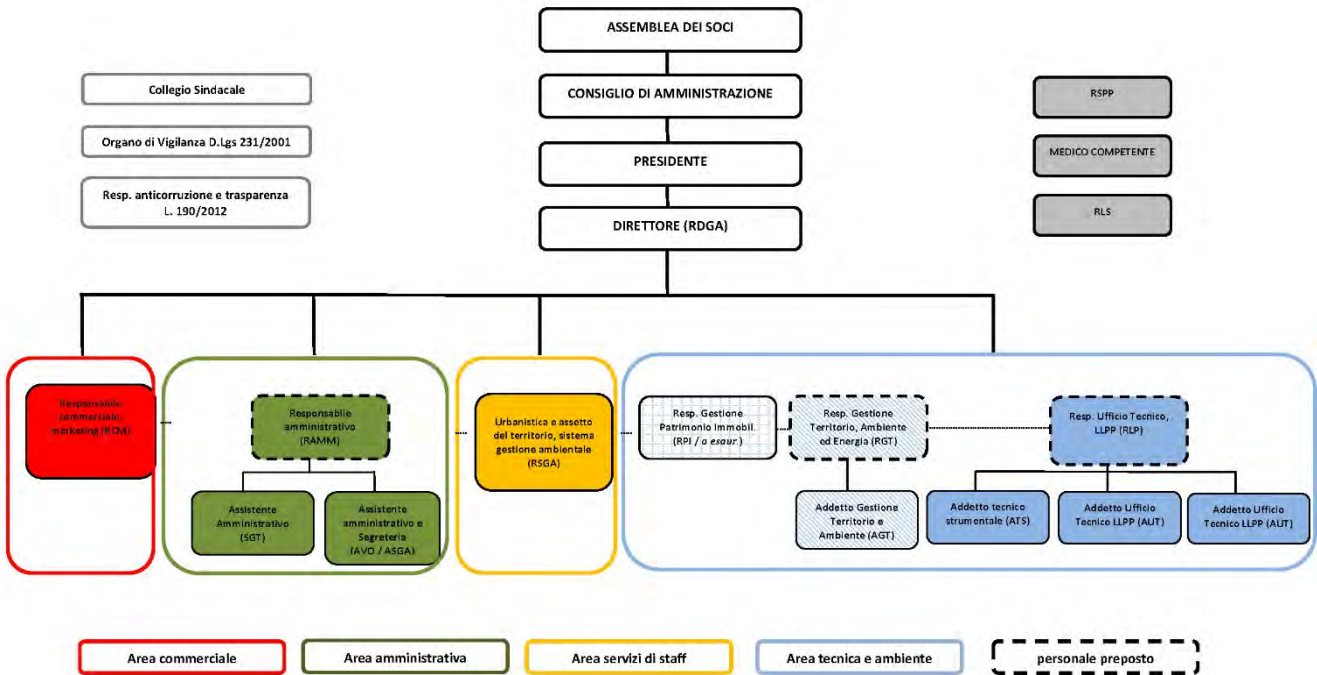 ASSEMBLEA DEI SOCI
CONSIGLIO DI AMMINISTRAZIONE
PRESIDENTE
DIRETTORE (RDGA)
Collegio Sindacale
Organo di Vigilanza D.Lgs 231/2001
Resp. anticorruzione e trasparenza
L. 190/2012
RSPP
MEDICO COMPETENTE
RLS
Responsabile
commerciale,
marketing (RCM)
Responsabile
amministrativo
(RAMM)
Assistente
Amministrativo
(SGT)
Assistente
amministrativo e
Segreteria
(AVO / ASGA)
Urbanistica e assetto
del territorio, sistema
gestione ambientale
(RSGA)
Resp. Gestione
Patrimonio Immobil.
(RPI / a esaur.)
Resp. Gestione
Territorio, Ambiente
ed Energia (RGT)
Addetto Gestione
Territorio e
Ambiente (AGT)
Resp. Ufficio Tecnico,
LLPP (RLP)
Addetto tecnico
strumentale (ATS)
Addetto Ufficio
Tecnico LLPP (AUT)
Addetto Ufficio
Tecnico LLPP (AUT)
Area commerciale
Area amministrativa
Area servizi di staff
Area tecnica e ambiente
personale preposto